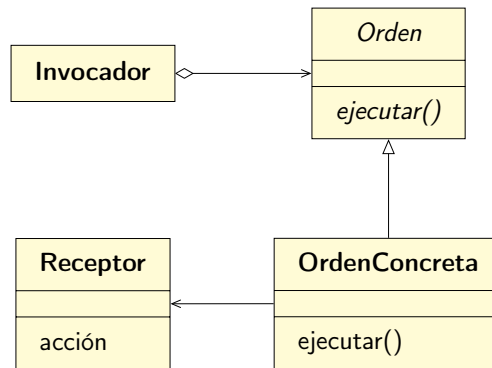 Orden
Invocador
ejecutar()
Receptor
OrdenConcreta
acción
ejecutar()